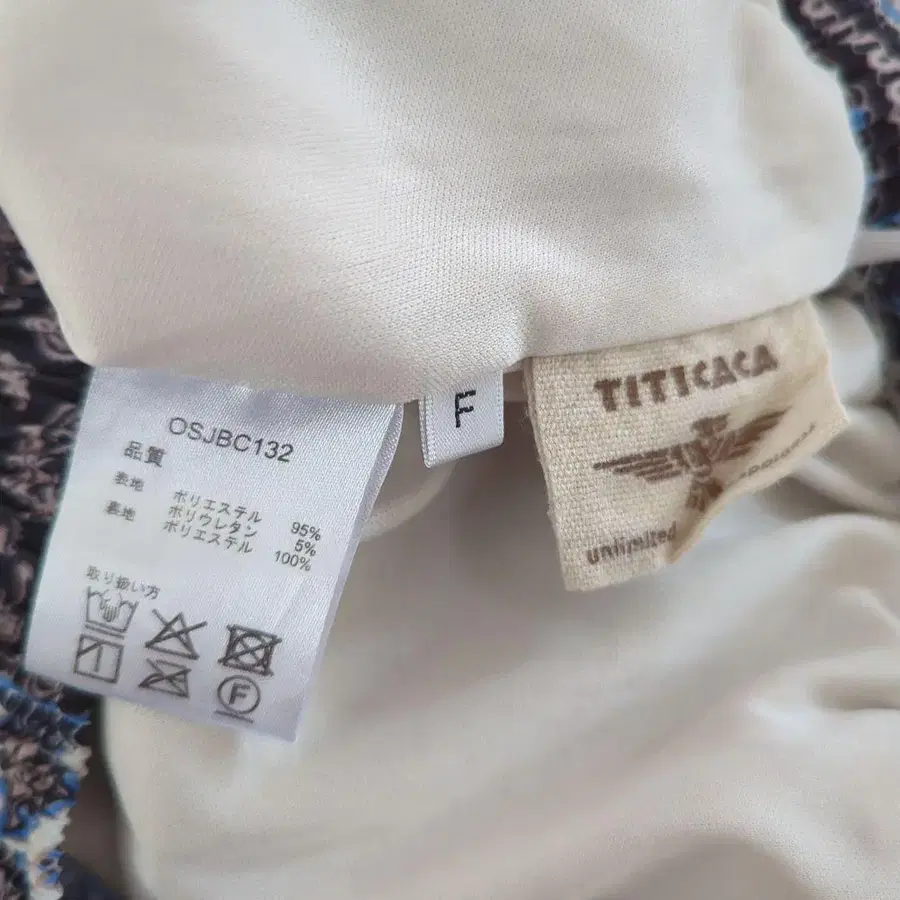 OSJBC132
品質
表地 ポリエステル 95%
ポリウレタン 5%
裏地 ポリエステル 100%
取り扱い方
F
F
TITICACA
unlimited